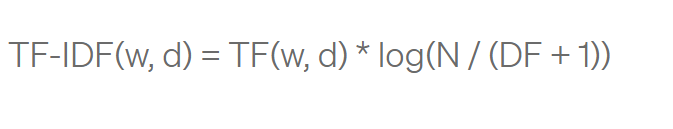 TF-IDF(w, d) = TF(w, d) * log(N / (DF + 1))